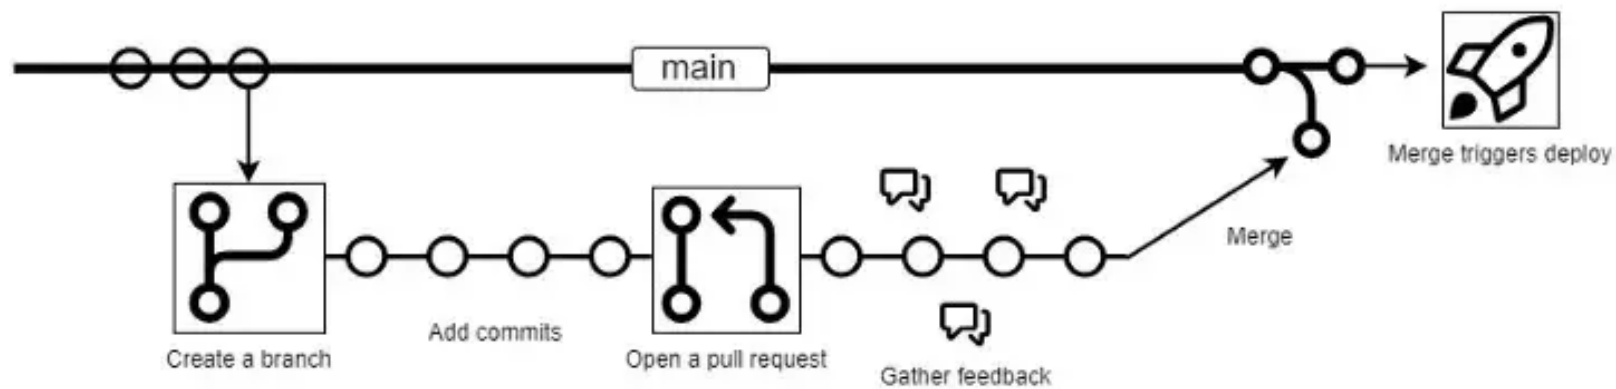 main
Merge triggers deploy
Merge
Add commits
Create a branch
Open a pull request
Gather feedback